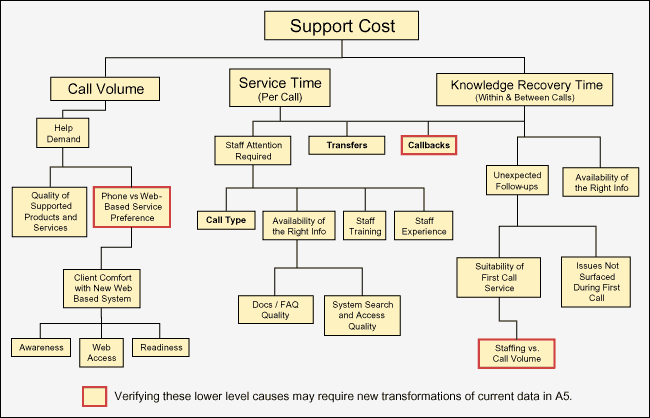 Support Cost
Call Volume
Service Time
(Per Call)
Knowledge Recovery Time
(Within & Between Calls)
Help
Demand
Staff Attention
Required
Transfers
Callbacks
Unexpected
Follow-ups
Availability of
the Right Info
Quality of
Supported
Products and
Services
Phone vs Web-
Based Service
Preference
Call Type
Availability of
the Right Info
Staff
Training
Staff
Experience
Client Comfort
with New Web
Based System
Suitability of
First Call
Service
Issues Not
Surfaced
During First
Call
Docs / FAQ
Quality
System Search
and Access
Quality
Awareness
Web
Access
Readiness
Staffing vs.
Call Volume
Verifying these lower level causes may require new transformations of current data in A5.